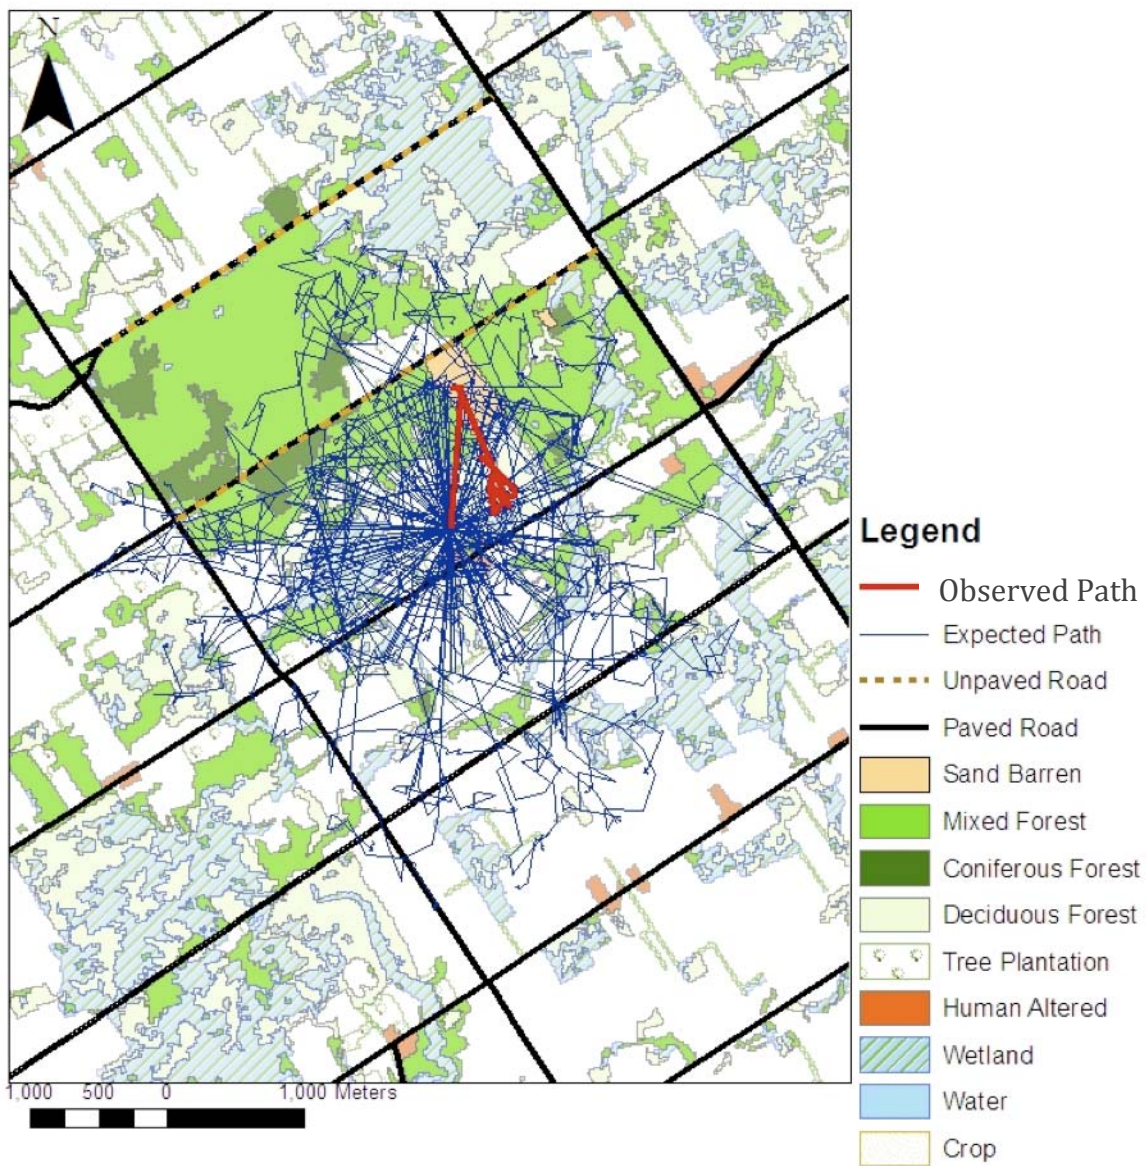 N
Legend
Observed Path
Expected Path
Unpaved Road
Paved Road
Sand Barren
Mixed Forest
Coniferous Forest
Deciduous Forest
Tree Plantation
Human Altered
Wetland
Water
Crop
1,000 500 0 1,000 Meters